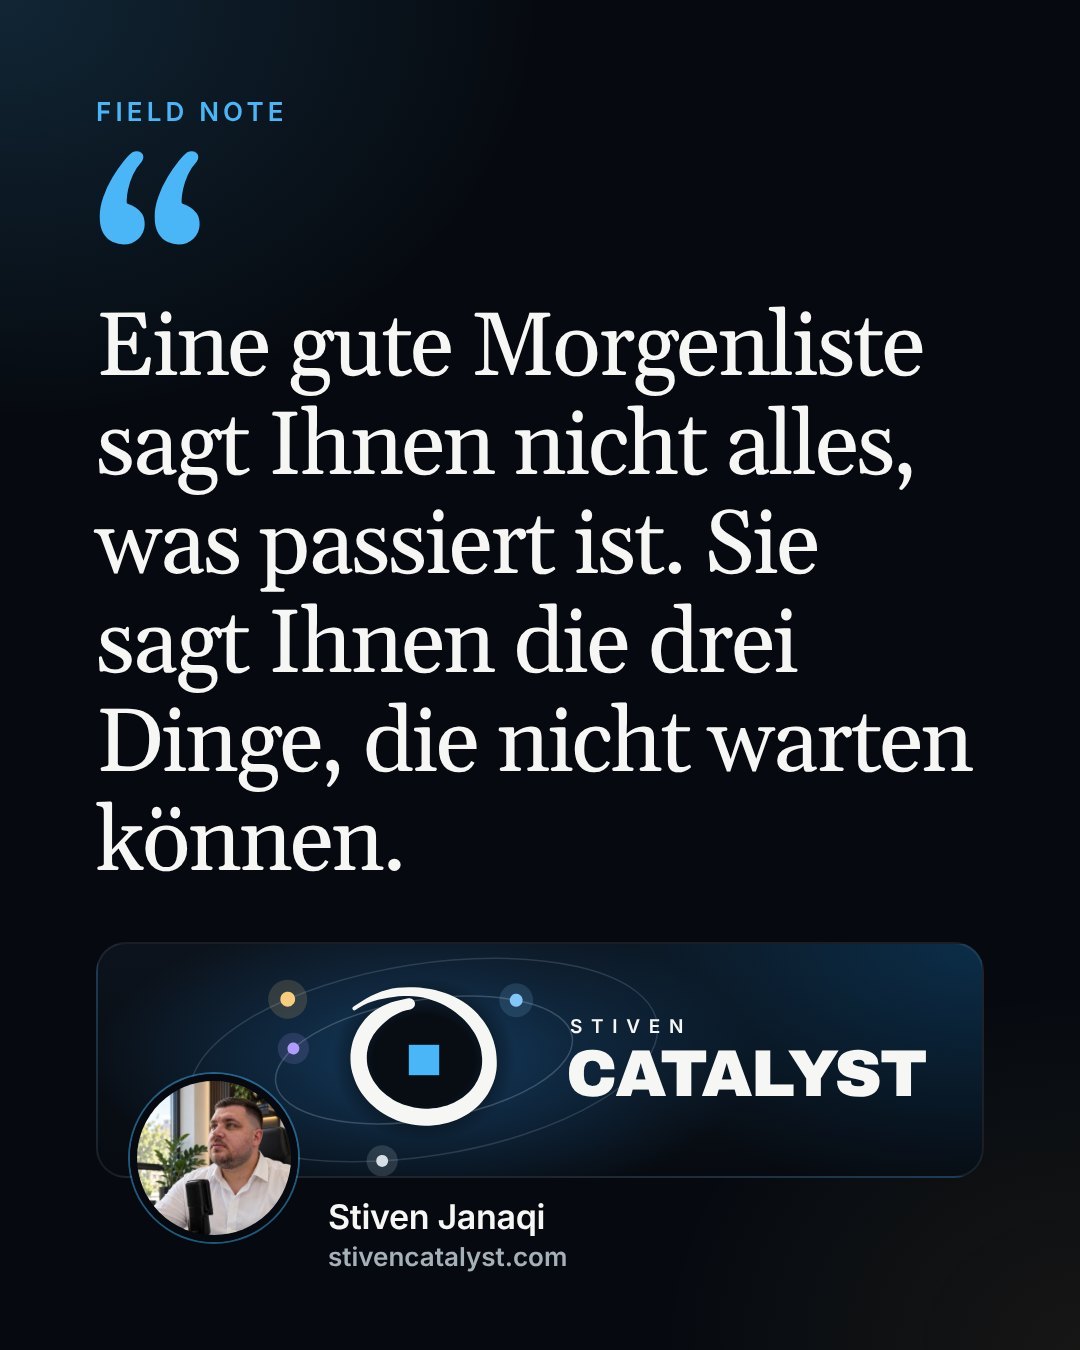 FIELD NOTE
“
Eine gute Morgenliste
sagt Ihnen nicht alles,
was passiert ist. Sie
sagt Ihnen die drei
Dinge, die nicht warten
können.
STIVEN
CATALYST
Stiven Janaqi
stivencatalyst.com